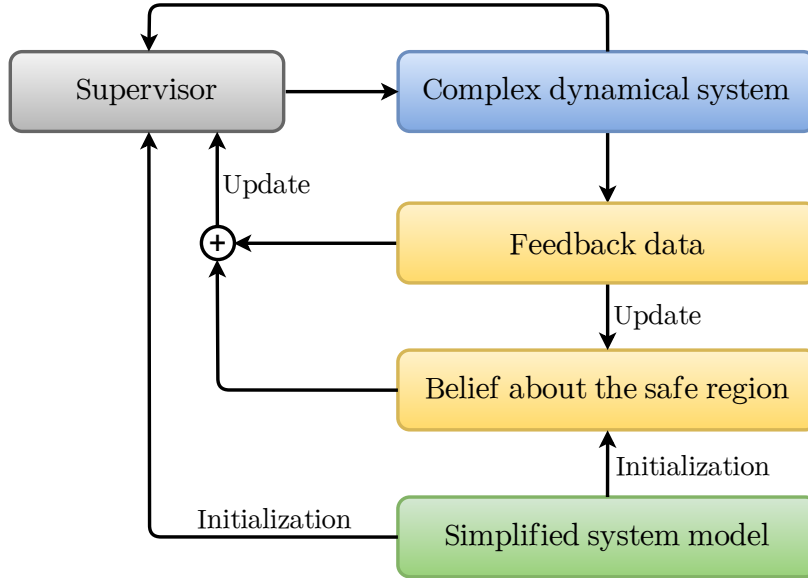 Supervisor
Complex dynamical system
Update
+
Feedback data
Update
Belief about the safe region
Initialization
Initialization
Simplified system model